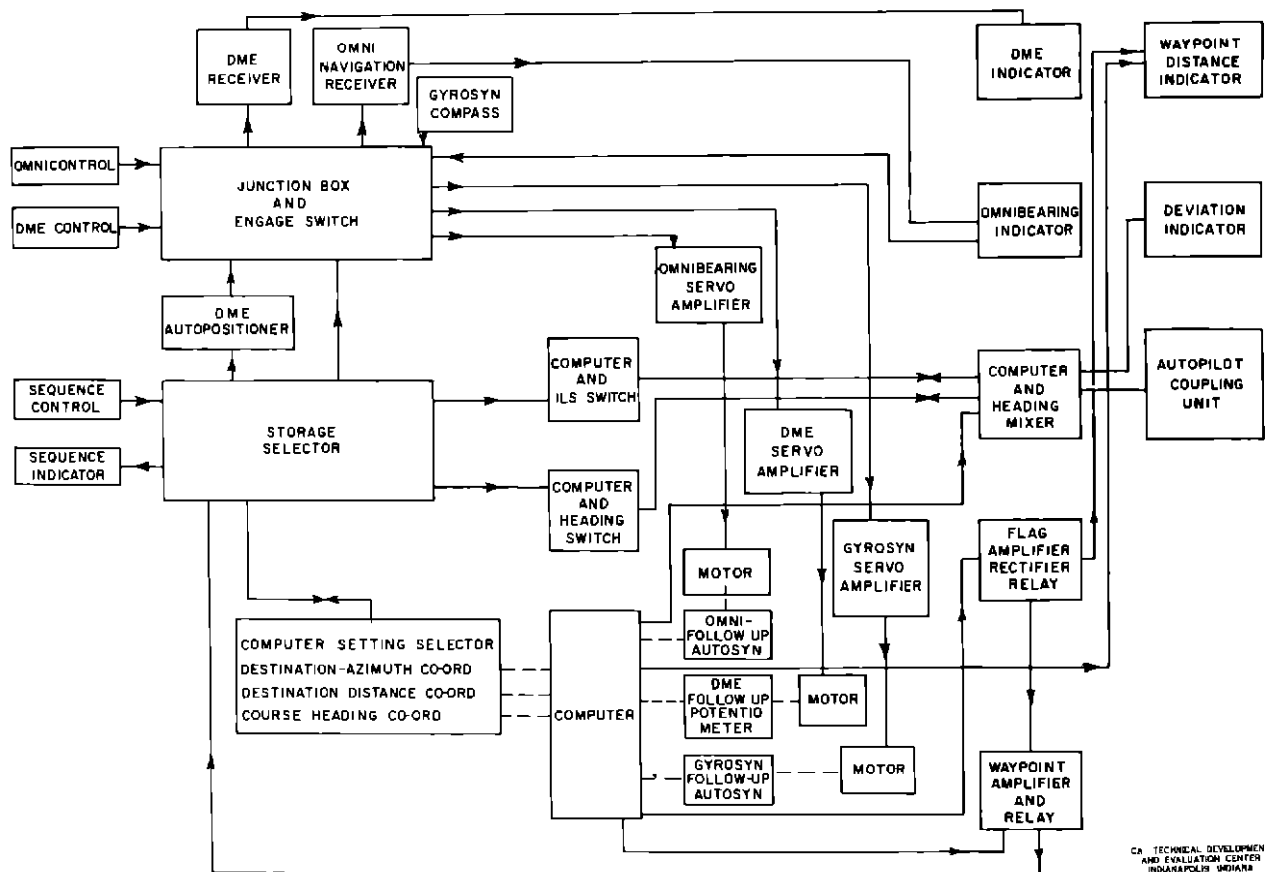 DME
RECEIVER
OMNI
NAVIGATION
RECEIVER
GYROSYN
COMPASS
DME
INDICATOR
WAYPOINT
DISTANCE
INDICATOR
OMNICONTROL
DME CONTROL
JUNCTION BOX
AND
ENGAGE SWITCH
OMNIBEARING
INDICATOR
DEVIATION
INDICATOR
OMNIBEARING
SERVO
AMPLIFIER
DME
AUTOPOSITIONER
SEQUENCE
CONTROL
SEQUENCE
INDICATOR
STORAGE
SELECTOR
COMPUTER
AND
ILS SWITCH
COMPUTER
AND
HEADING
MIXER
AUTOPILOT
COUPLING
UNIT
DME
SERVO
AMPLIFIER
COMPUTER
AND
HEADING
SWITCH
GYROSYN
SERVO
AMPLIFIER
FLAG
AMPLIFIER
RECTIFIER
RELAY
MOTOR
OMNI-
FOLLOW UP
AUTOSYN
COMPUTER SETTING SELECTOR
DESTINATION-AZIMUTH CO-ORD
DESTINATION DISTANCE CO-ORD
COURSE HEADING CO-ORD
COMPUTER
DME
FOLLOW UP
POTENTIO
METER
MOTOR
GYROSYN
FOLLOW-UP
AUTOSYN
MOTOR
WAYPOINT
AMPLIFIER
AND
RELAY
TECHNICAL DEVELOPMEN
AND EVALUATION CENTER
INDIANAPOLIS INDIANA